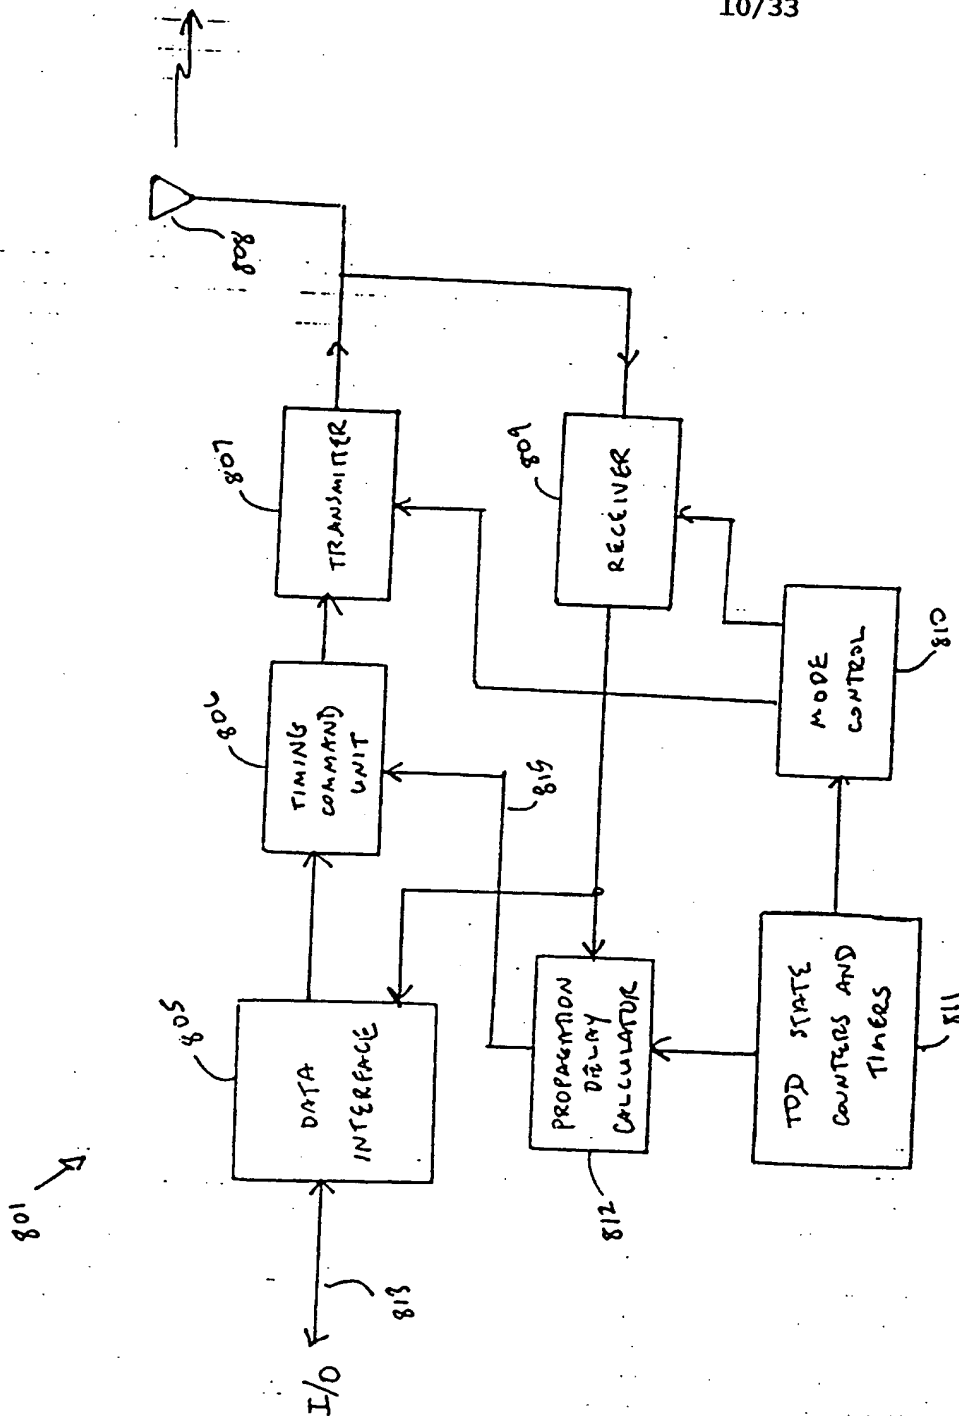 10/33
801
I/O
813
805
DATA
INTERFACE
806
TIMING
COMMAND
UNIT
807
TRANSMITTER
808
815
809
RECEIVER
812
PROPAGATION
DELAY
CALCULATOR
811
TDD STATE
COUNTERS AND
TIMERS
810
MODE
CONTROL